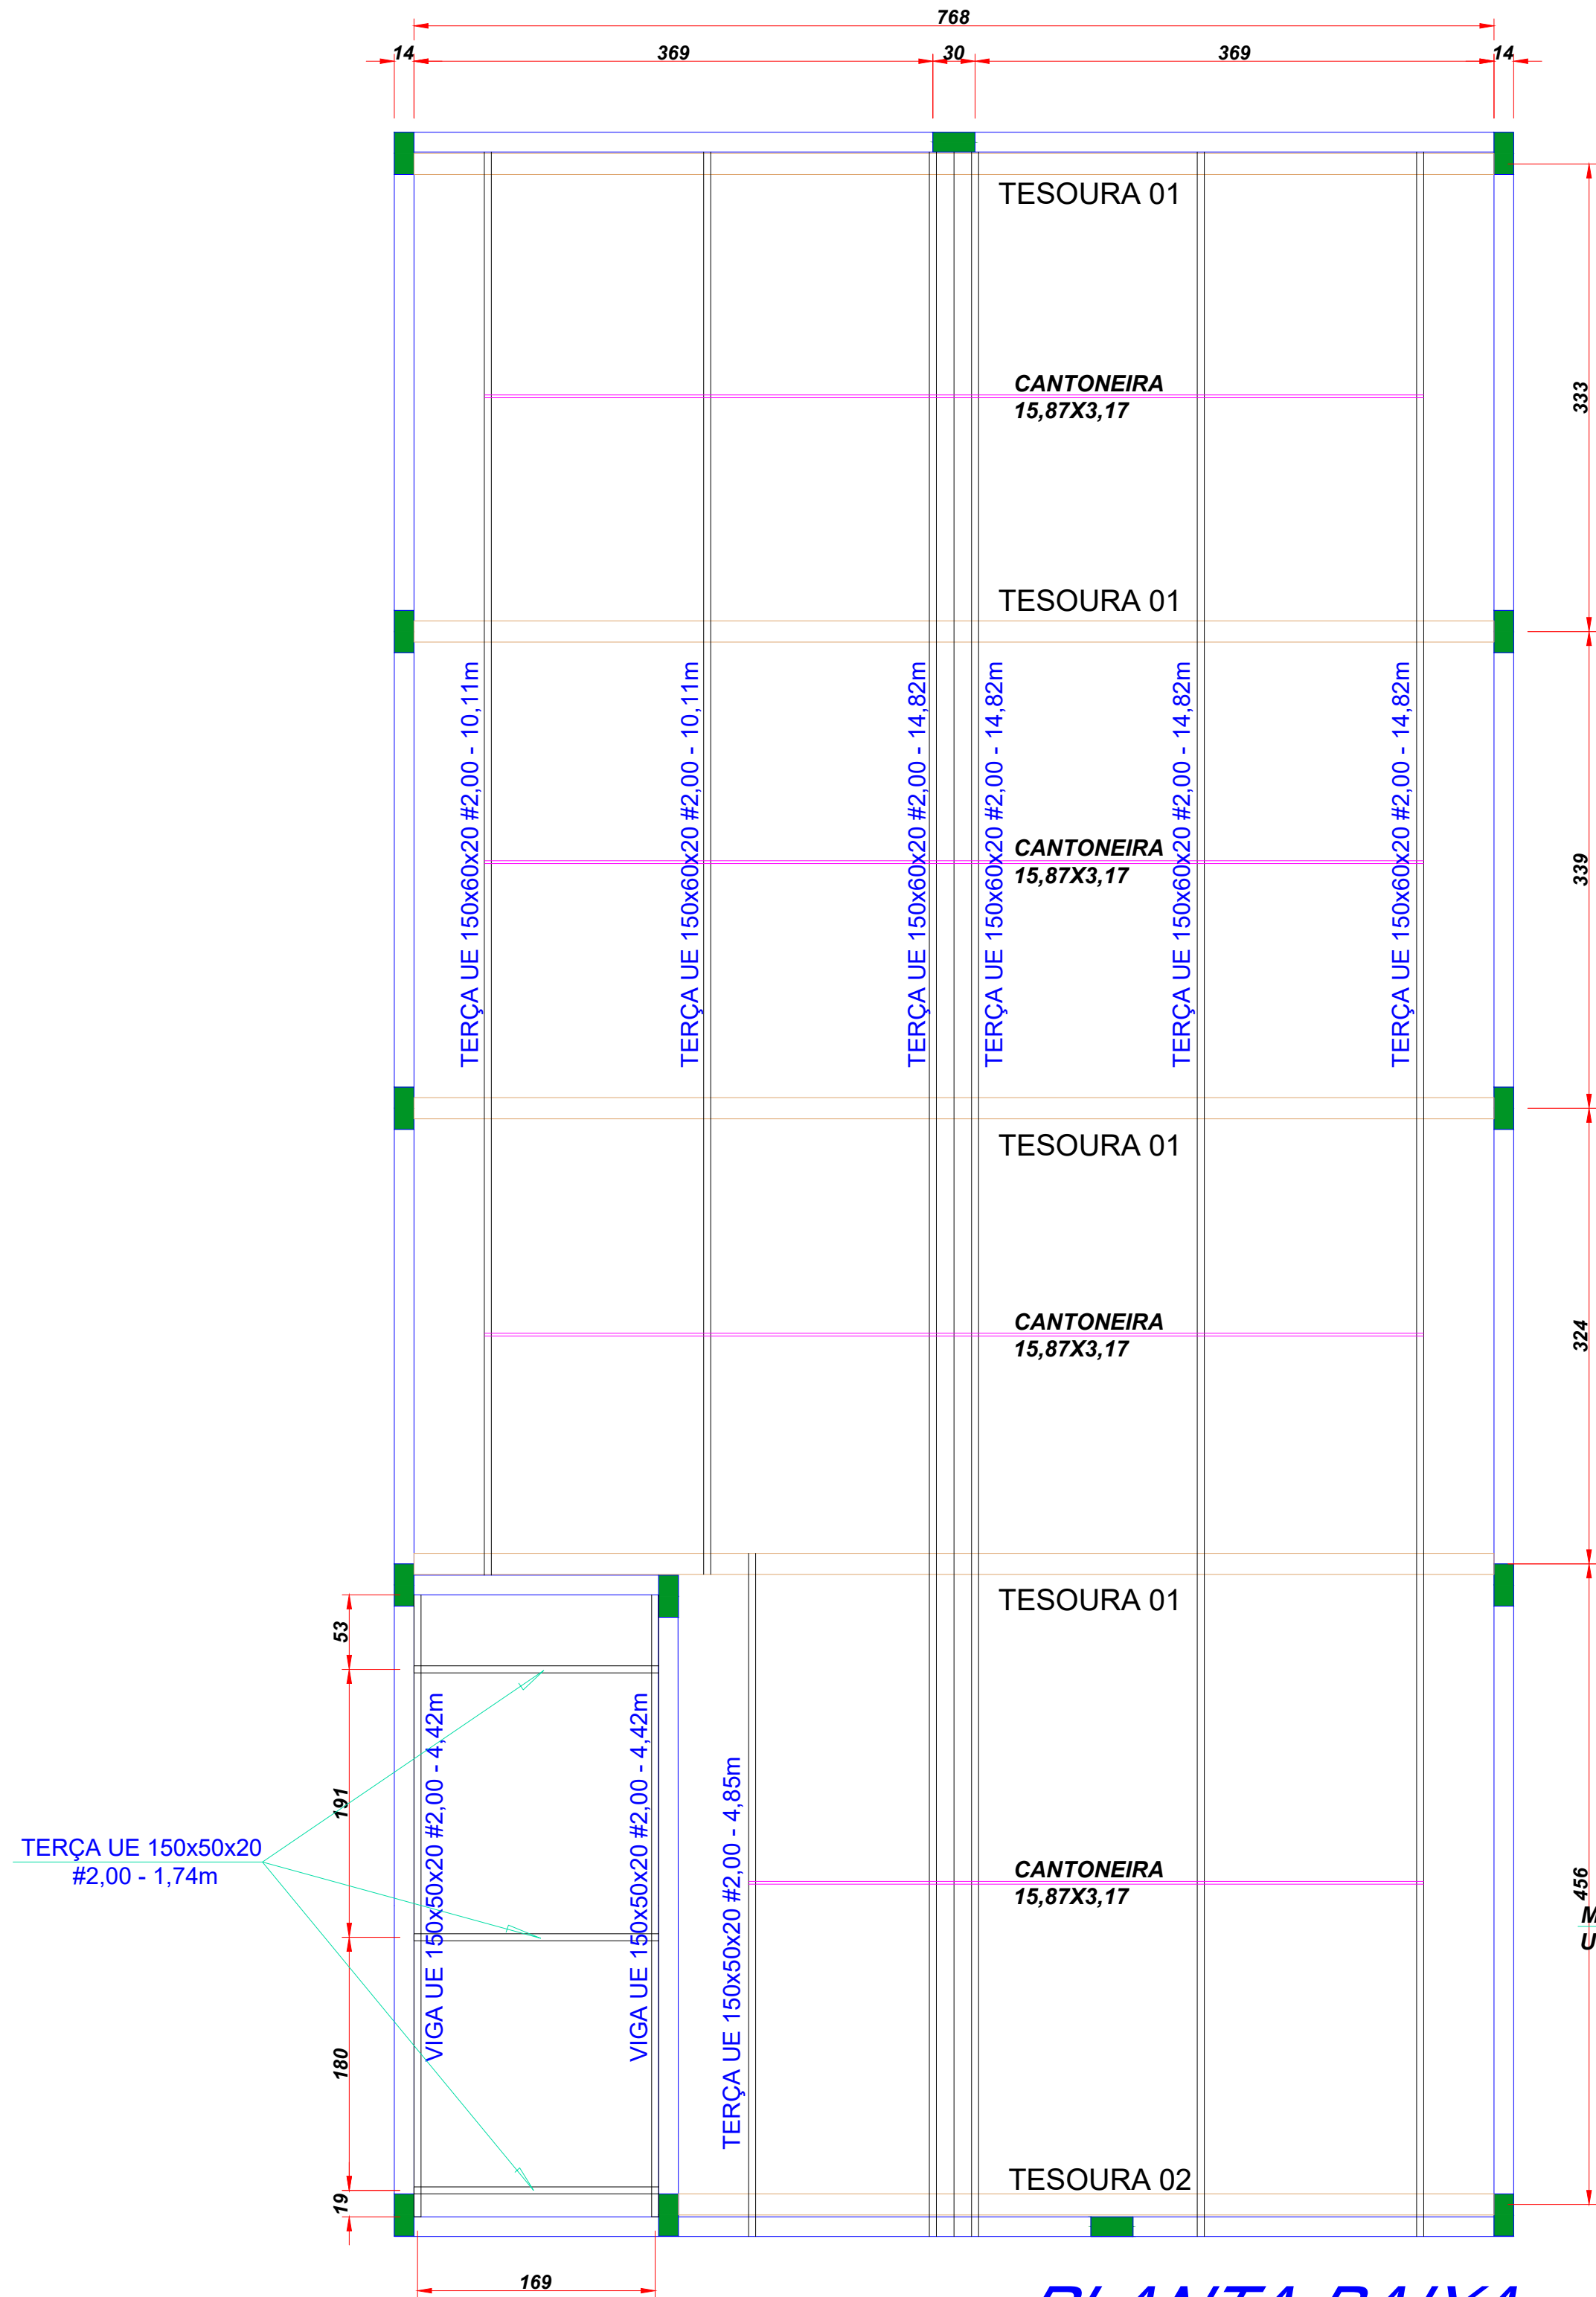 768
14
369
30
369
14
TESOURA 01
CANTONEIRA
15,87X3,17
333
TESOURA 01
TERÇA UE 150x60x20 #2,00 - 10,11m
TERÇA UE 150x60x20 #2,00 - 10,11m
TERÇA UE 150x60x20 #2,00 - 14,82m
TERÇA UE 150x60x20 #2,00 - 14,82m
TERÇA UE 150x60x20 #2,00 - 14,82m
TERÇA UE 150x60x20 #2,00 - 14,82m
CANTONEIRA
15,87X3,17
339
TESOURA 01
CANTONEIRA
15,87X3,17
324
TESOURA 01
53
191
VIGA UE 150x50x20 #2,00 - 4,42m
VIGA UE 150x50x20 #2,00 - 4,42m
TERÇA UE 150x50x20 #2,00 - 4,85m
TERÇA UE 150x50x20
#2,00 - 1,74m
CANTONEIRA
15,87X3,17
456
180
TESOURA 02
19
169
PLANTA BAIXA